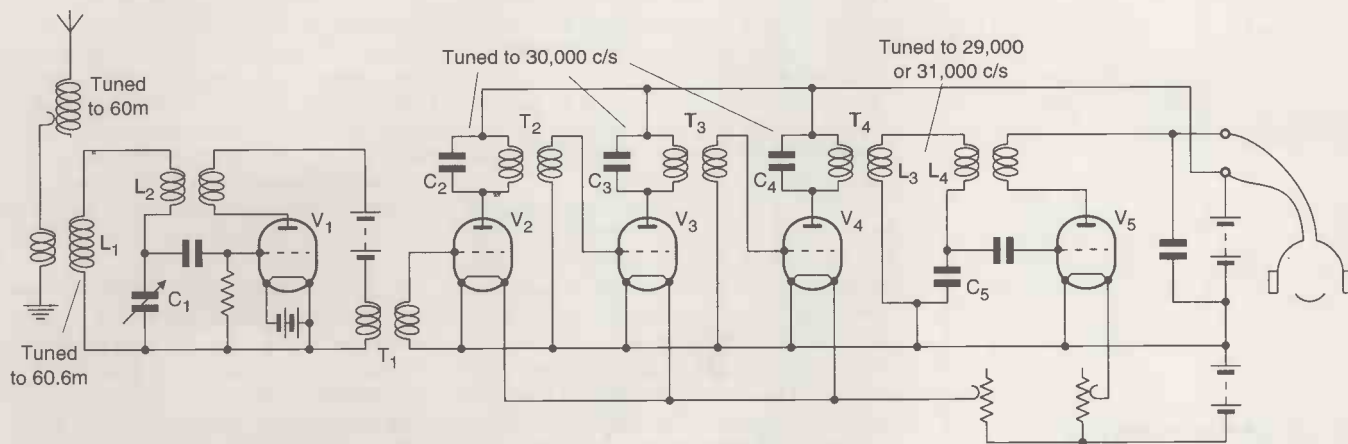 Tuned
to 60m
Tuned to 30,000 c/s
Tuned to 29,000
or 31,000 c/s
T2
T3
T4
L2
C2
C3
C4
L3
L4
L1
V1
V2
V3
V4
V5
C1
C5
T1
Tuned
to 60.6m